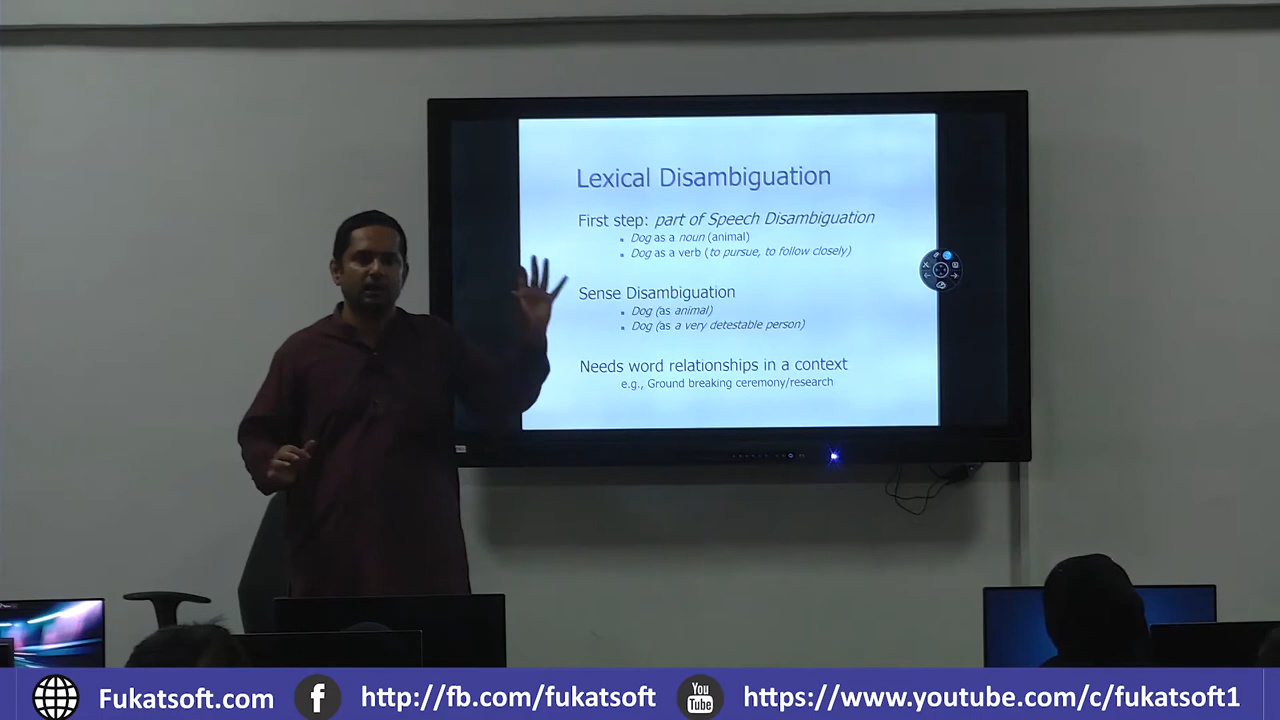 Lexical Disambiguation
First step: part of Speech Disambiguation
Dog as a noun (animal)
Dog as a verb (to pursue, to follow closely)
Sense Disambiguation
Dog (as animal)
Dog (as a very detestable person)
Needs word relationships in a context
e.g., Ground breaking ceremony/research
Fukatsoft.com
f
http://fb.com/fukatsoft
You
Tube
https://www.youtube.com/c/fukatsoft1